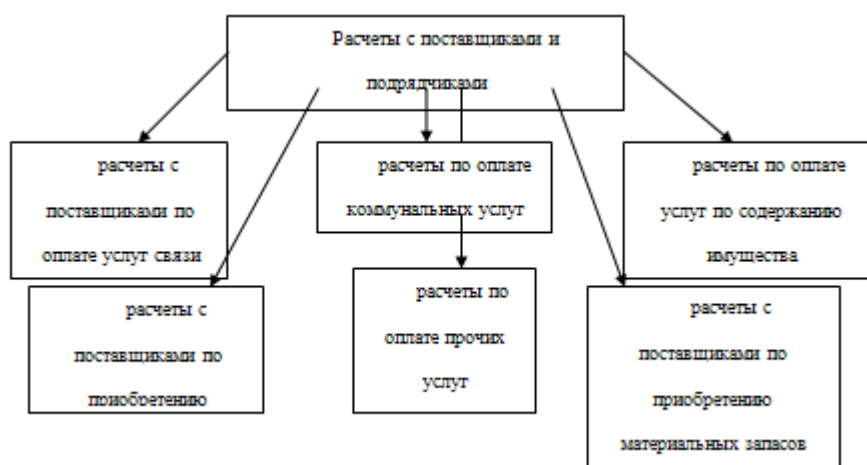 Расчеты с поставщиками и
подрядчиками
расчеты с
поставщиками по
оплате услуг связи
расчеты по оплате
коммунальных услуг
расчеты по оплате
услуг по содержанию
имущества
расчеты с
поставщиками по
приобретению
расчеты по
оплате прочих
услуг
расчеты с
поставщиками по
приобретению
материальных запасов